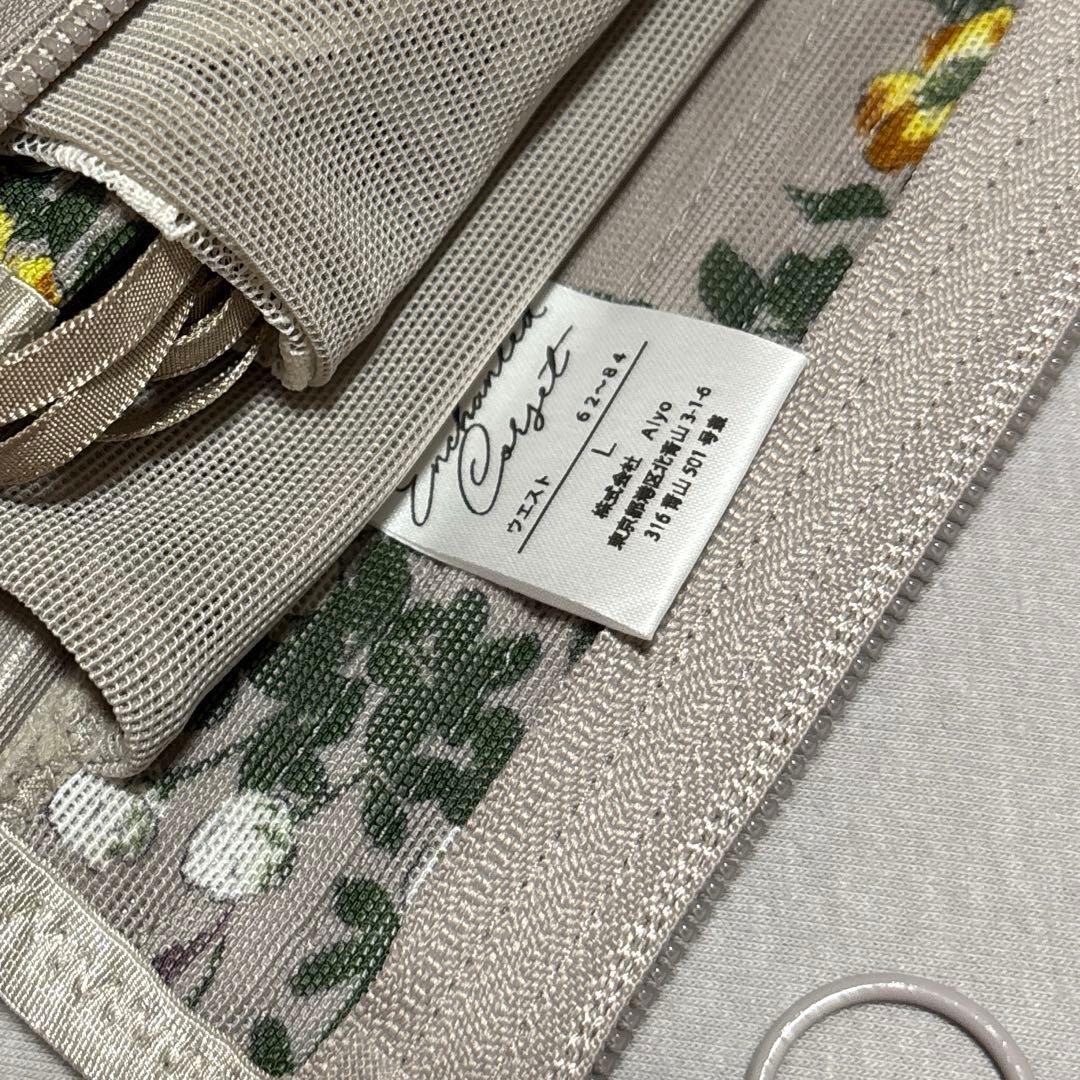 Enchanted
Corset
ウエスト 62~84
L
株式会社 Aiyo
東京都港区北青山 3-1-6
316 青山 501 号室